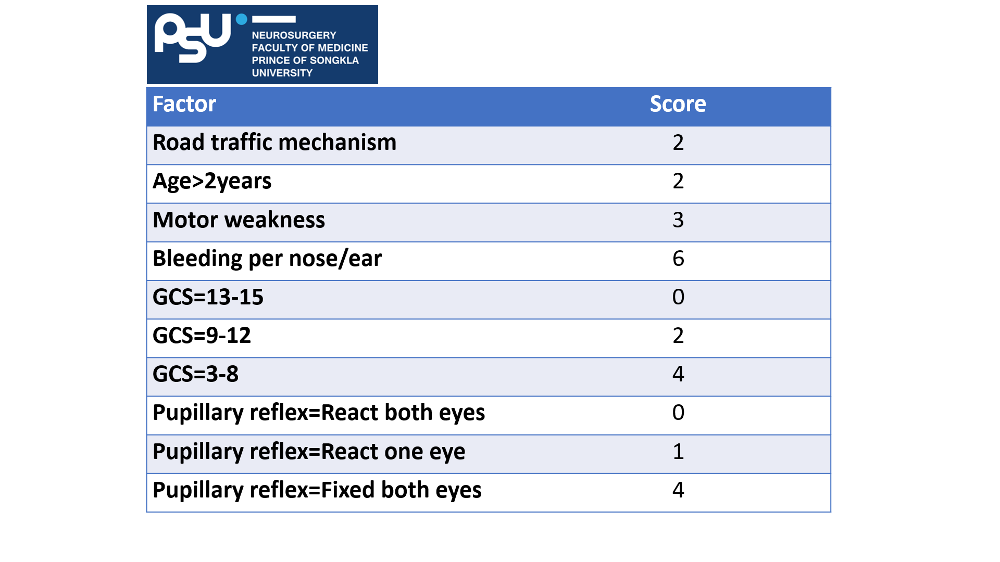 PSU
NEUROSURGERY
FACULTY OF MEDICINE
PRINCE OF SONGKLA
UNIVERSITY
Factor Score
Road traffic mechanism 2
Age>2years 2
Motor weakness 3
Bleeding per nose/ear 6
GCS=13-15 0
GCS=9-12 2
GCS=3-8 4
Pupillary reflex=React both eyes 0
Pupillary reflex=React one eye 1
Pupillary reflex=Fixed both eyes 4